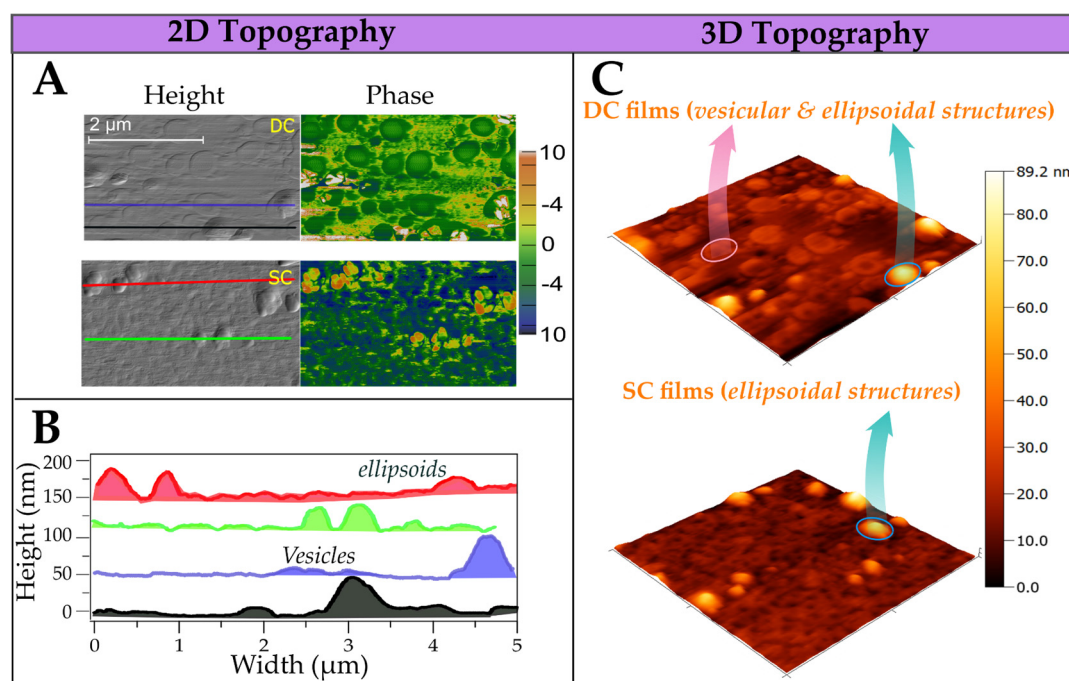 2D Topography
3D Topography
A
Height
Phase
2 µm
DC
SC
10
-4
0
-4
10
B
Height (nm)
200
150
100
50
0
ellipsoids
Vesicles
0
1
2
3
4
5
Width (µm)
C
DC films (vesicular & ellipsoidal structures)
SC films (ellipsoidal structures)
89.2 nm
80.0
70.0
60.0
50.0
40.0
30.0
20.0
10.0
0.0